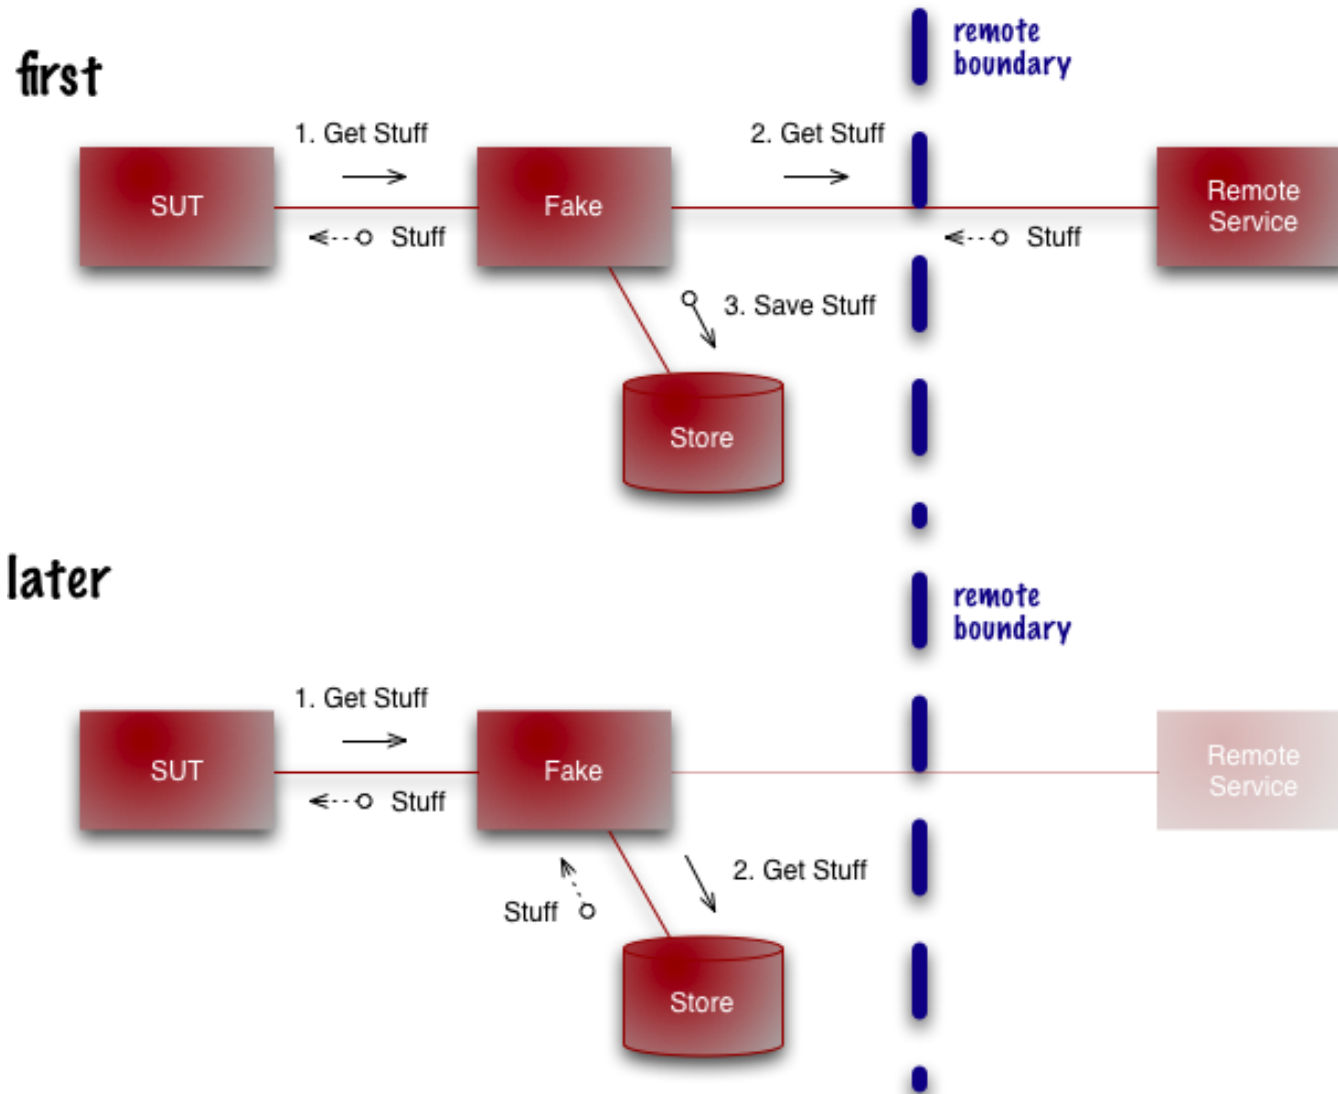 first
remote
boundary
1. Get Stuff
2. Get Stuff
SUT
Fake
Remote
Service
Stuff
Stuff
3. Save Stuff
Store
later
remote
boundary
1. Get Stuff
SUT
Fake
Remote
Service
Stuff
2. Get Stuff
Stuff
Store